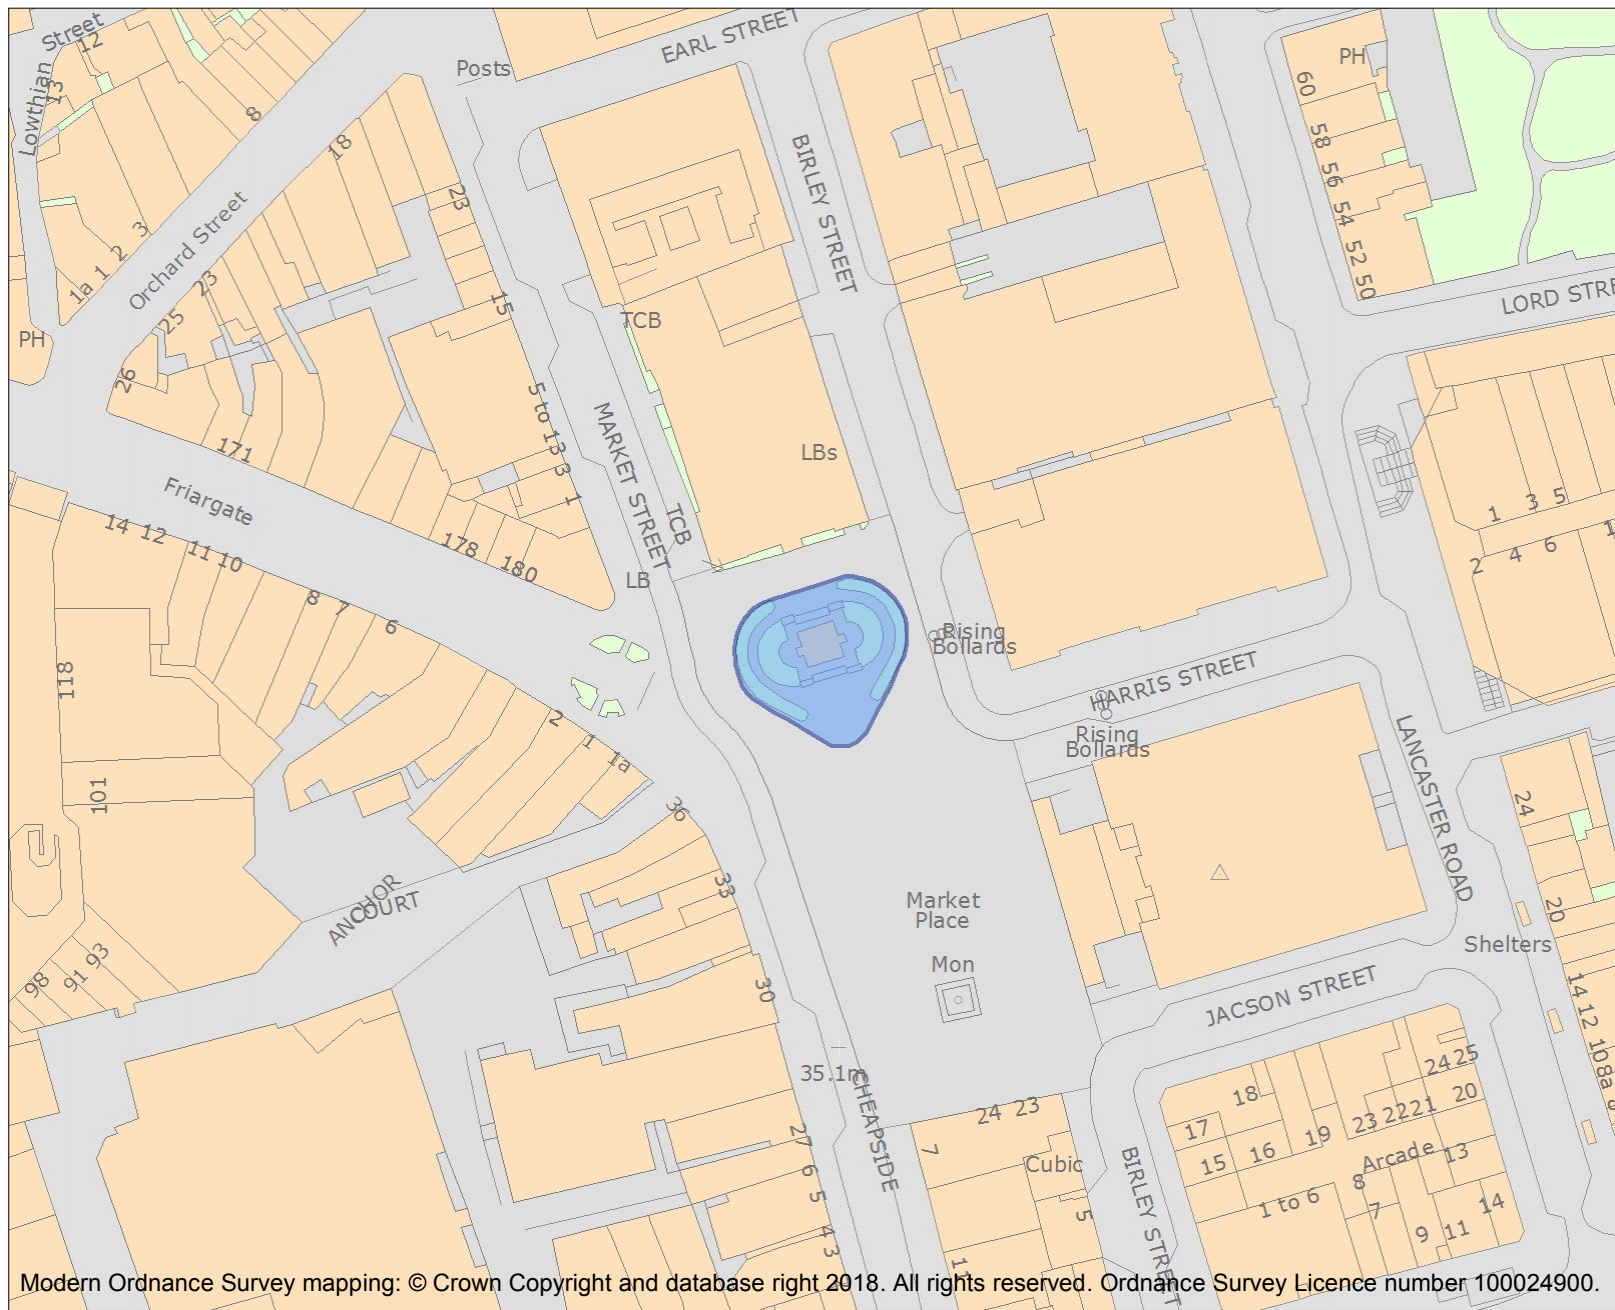 Lowthian Street
12
13
8
18
Posts
EARL STREET
BIRLEY STREET
PH
60
58
56
54
52
50
LORD STRE
Orchard Street
3
2
1
1a
23
25
26
PH
23
15
5 to 13
3
1
TCB
LBs
MARKET STREET
TCB
LB
171
Friargate
178
180
14
12
11
10
8
7
6
118
101
2
1
1a
36
33
30
98
91
93
ANCHOR
COURT
Rising
Bollards
HARRIS STREET
Rising
Bollards
LANCASTER ROAD
1
3
5
2
4
6
24
20
Shelters
14
12
10
8a
Market
Place
Mon
JACSON STREET
35.1m
CHEAPSIDE
27
6
5
4
3
24
23
7
Cubic
5
11
BIRLEY STREET
18
17
15
16
19
23
22
21
24
25
20
Arcade
13
8
7
1 to 6
9
11
14
Modern Ordnance Survey mapping: © Crown Copyright and database right 2018. All rights reserved. Ordnance Survey Licence number 100024900.